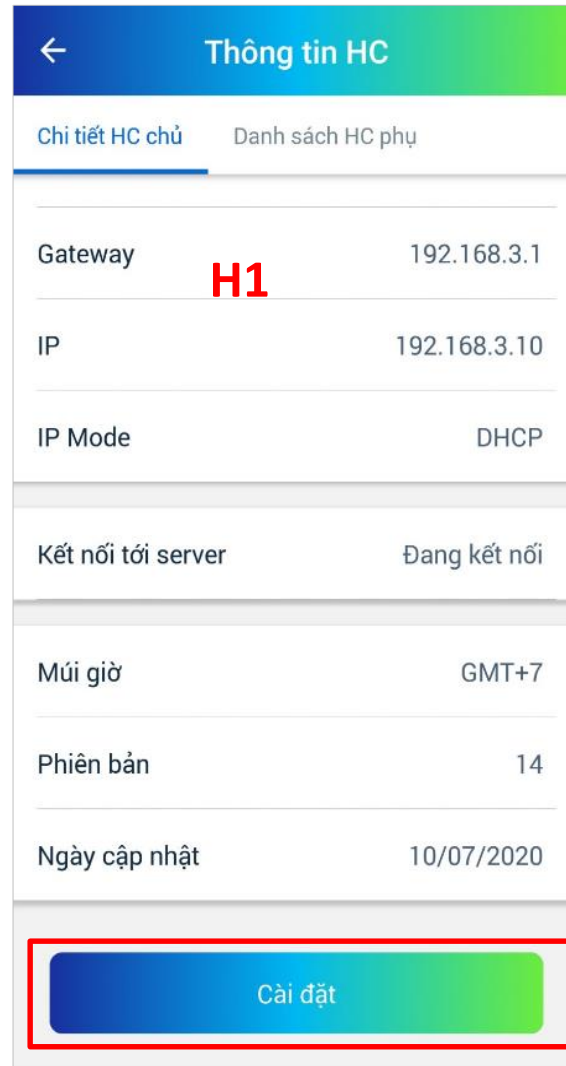 Thông tin HC
Chi tiết HC chủ Danh sách HC phụ
Gateway 192.168.3.1
H1
IP 192.168.3.10
IP Mode DHCP
Kết nối tới server Đang kết nối
Múi giờ GMT+7
Phiên bản 14
Ngày cập nhật 10/07/2020
Cài đặt